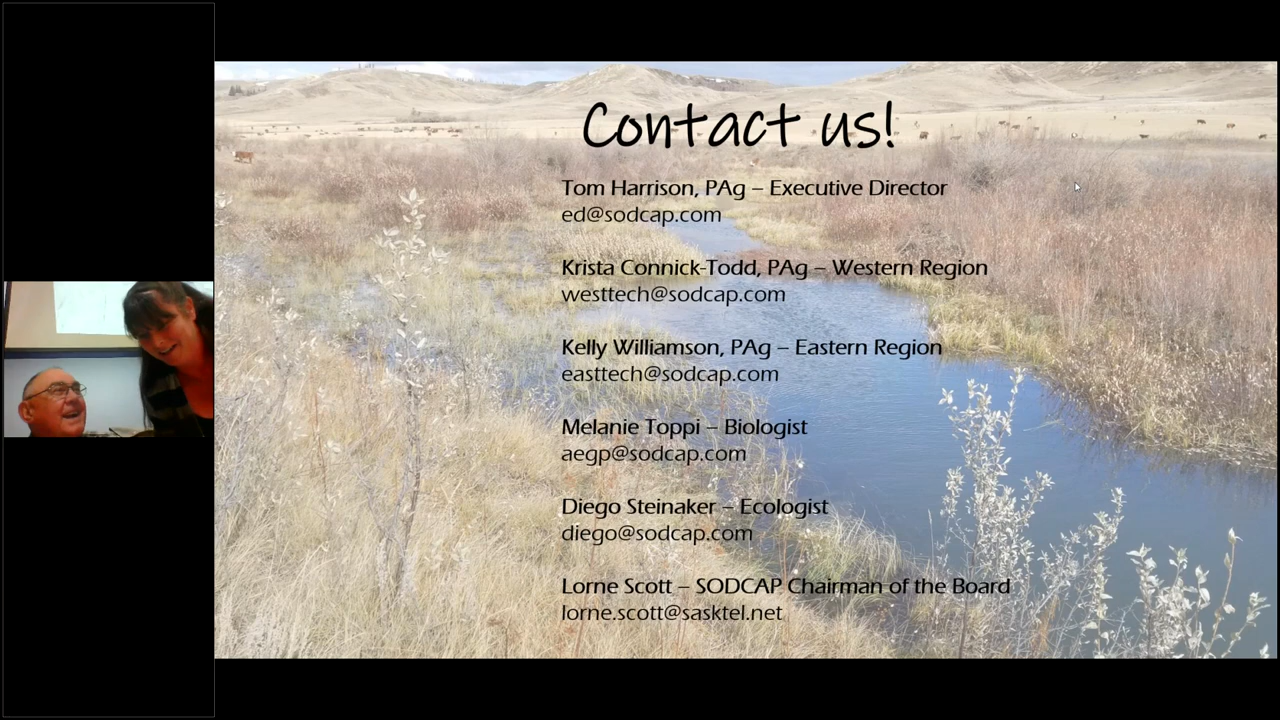 Contact us!
Tom Harrison, PAg – Executive Director
ed@sodcap.com
Krista Connick-Todd, PAg – Western Region
westtech@sodcap.com
Kelly Williamson, PAg – Eastern Region
easttech@sodcap.com
Melanie Toppi – Biologist
aegp@sodcap.com
Diego Steinaker – Ecologist
diego@sodcap.com
Lorne Scott – SODCAP Chairman of the Board
lorne.scott@sasktel.net